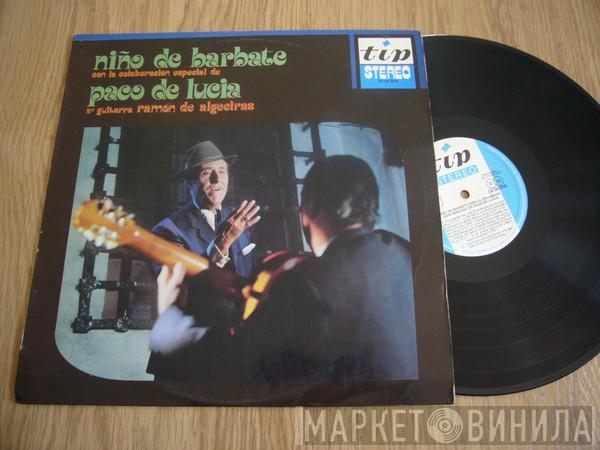 niño de barbate
con la colaboracion especial de
paco de lucia
2ª guitarra ramon de algeciras
tip
STEREO
tip
STEREO
МАРКЕТ ВИНИЛА